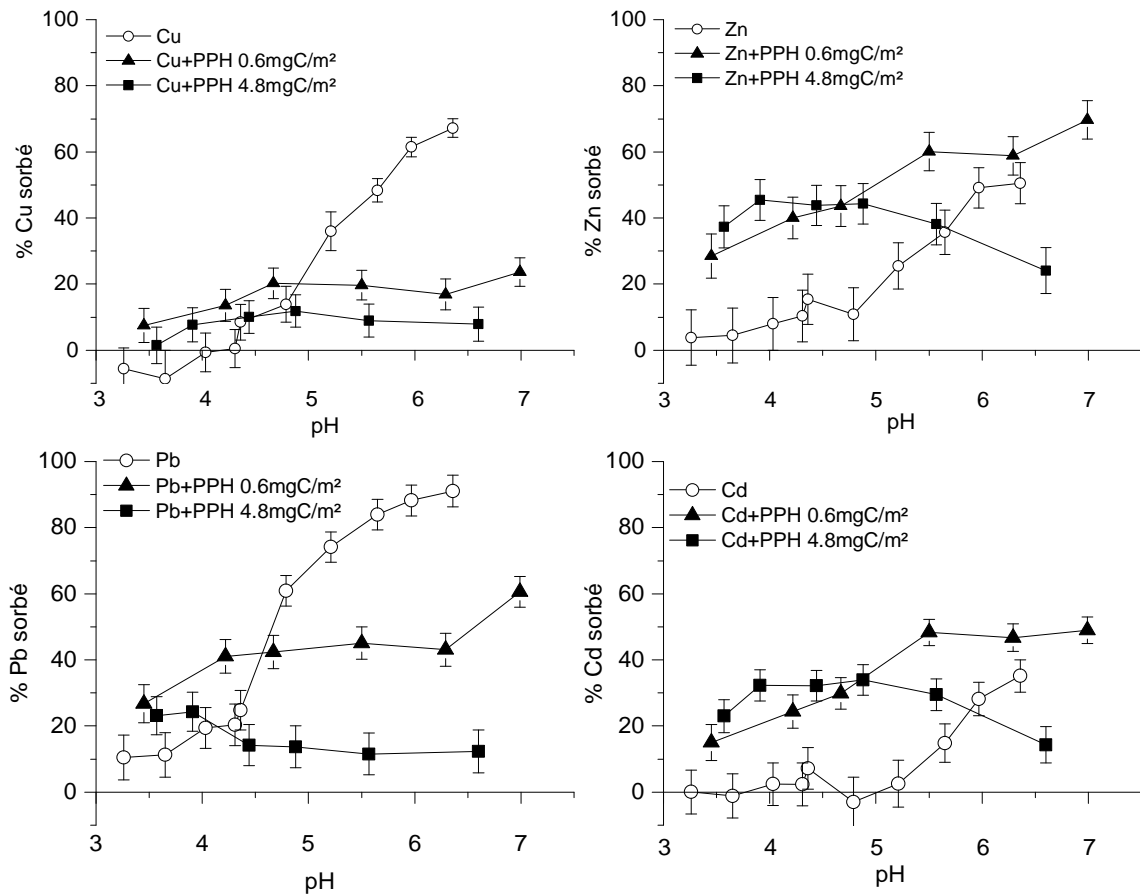 Cu
Cu+PPH 0.6mgC/m²
Cu+PPH 4.8mgC/m²
% Cu sorbé
100
80
60
40
20
0
3 4 5 6 7
pH
Zn
Zn+PPH 0.6mgC/m²
Zn+PPH 4.8mgC/m²
% Zn sorbé
100
80
60
40
20
0
3 4 5 6 7
pH
Pb
Pb+PPH 0.6mgC/m²
Pb+PPH 4.8mgC/m²
% Pb sorbé
100
80
60
40
20
0
3 4 5 6 7
pH
Cd
Cd+PPH 0.6mgC/m²
Cd+PPH 4.8mgC/m²
% Cd sorbé
100
80
60
40
20
0
3 4 5 6 7
pH